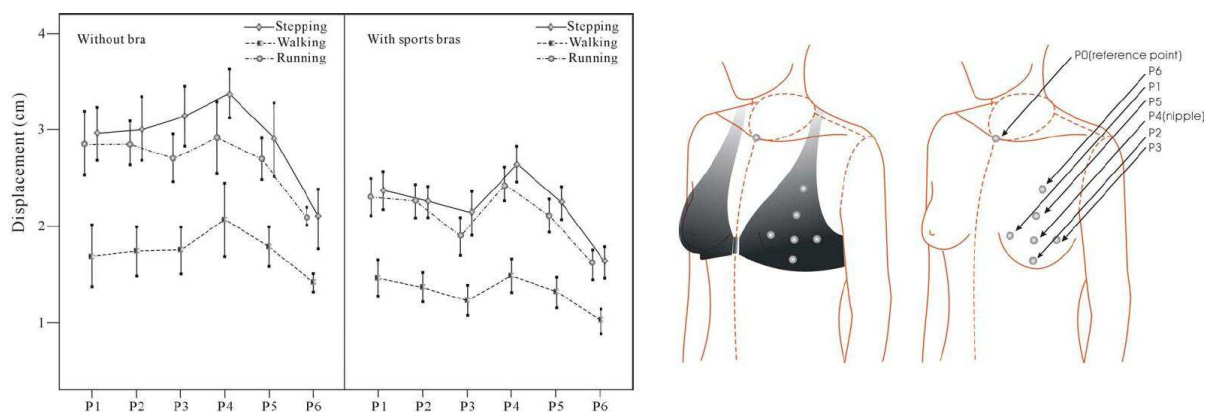 Displacement (cm)
4
3
2
1
Without bra
Stepping
Walking
Running
With sports bras
Stepping
Walking
Running
P1 P2 P3 P4 P5 P6
P1 P2 P3 P4 P5 P6
P0(reference point)
P6
P1
P5
P4(nipple)
P2
P3